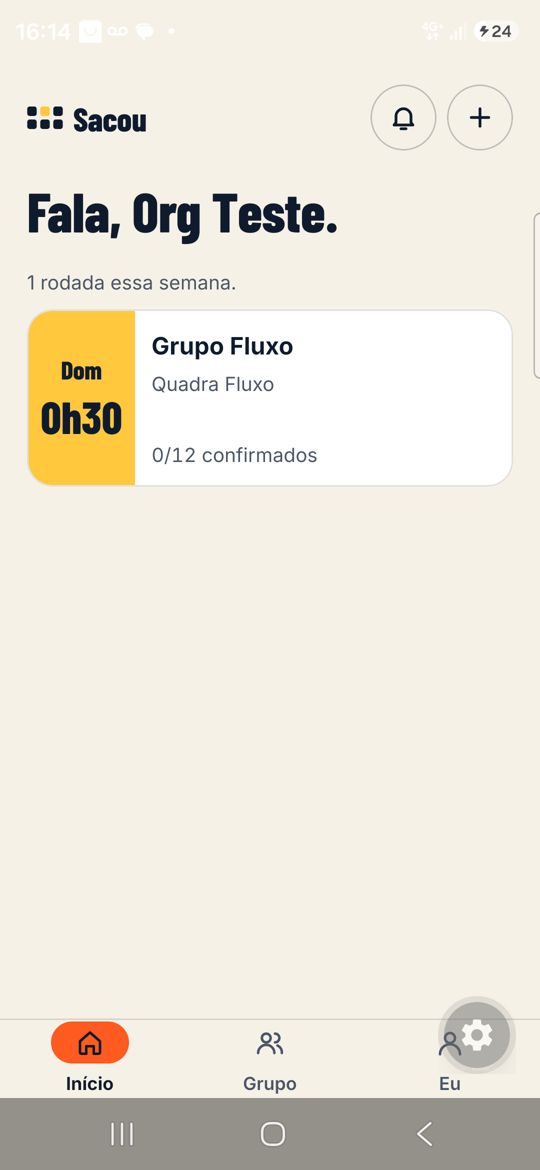 16:14
4G+
24
Sacou
Fala, Org Teste.
1 rodada essa semana.
Dom
0h30
Grupo Fluxo
Quadra Fluxo
0/12 confirmados
Início
Grupo
Eu